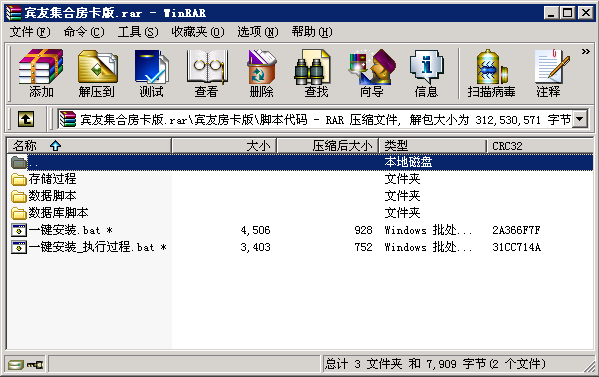 宾友集合房卡版.rar - WinRAR
文件(F) 命令(C) 工具(S) 收藏夹(O) 选项(N) 帮助(H)
添加 解压到 测试 查看 删除 查找 向导 信息 扫描病毒 注释 »
宾友集合房卡版.rar\宾友房卡版\脚本代码 - RAR 压缩文件, 解包大小为 312,530,571 字节
名称 大小 压缩后大小 类型 CRC32
.. 本地磁盘
存储过程 文件夹
数据脚本 文件夹
数据库脚本 文件夹
一键安装.bat * 4,506 928 Windows 批处... 2A366F7F
一键安装_执行过程.bat * 3,403 752 Windows 批处... 31CC714A
总计 3 文件夹 和 7,909 字节(2 个文件)